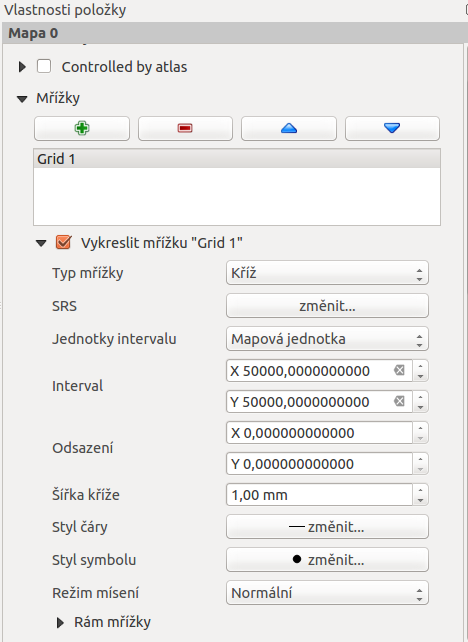 Vlastnosti položky
Mapa 0
Controlled by atlas
Mřížky
Grid 1
Vykreslit mřížku "Grid 1"
Typ mřížky Kříž
SRS změnit...
Jednotky intervalu Mapová jednotka
Interval X 50000,0000000000
Y 50000,0000000000
Odsazení X 0,000000000000
Y 0,000000000000
Šířka kříže 1,00 mm
Styl čáry změnit...
Styl symbolu změnit...
Režim mísení Normální
Rám mřížky